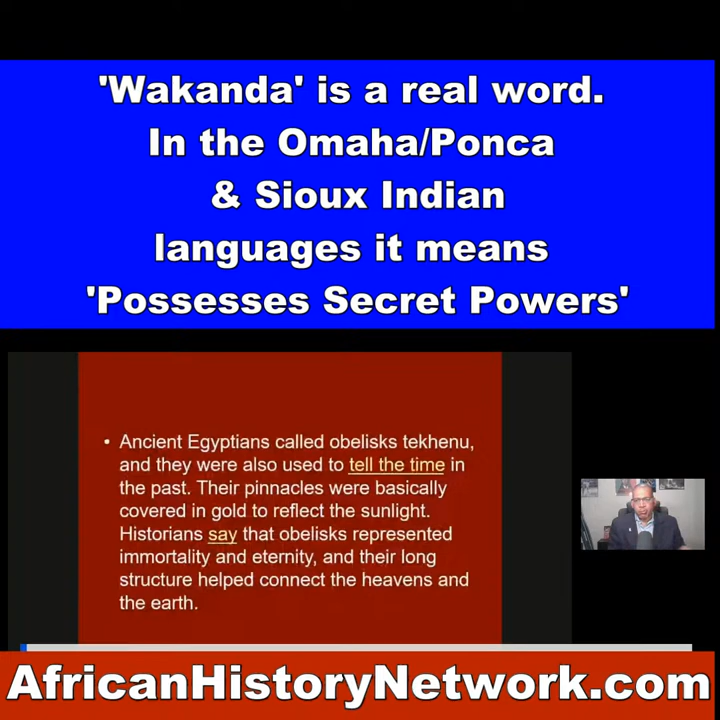 'Wakanda' is a real word.
In the Omaha/Ponca
& Sioux Indian
languages it means
'Possesses Secret Powers'
• Ancient Egyptians called obelisks tekhenu,
and they were also used to tell the time in
the past. Their pinnacles were basically
covered in gold to reflect the sunlight.
Historians say that obelisks represented
immortality and eternity, and their long
structure helped connect the heavens and
the earth.
AfricanHistoryNetwork.com